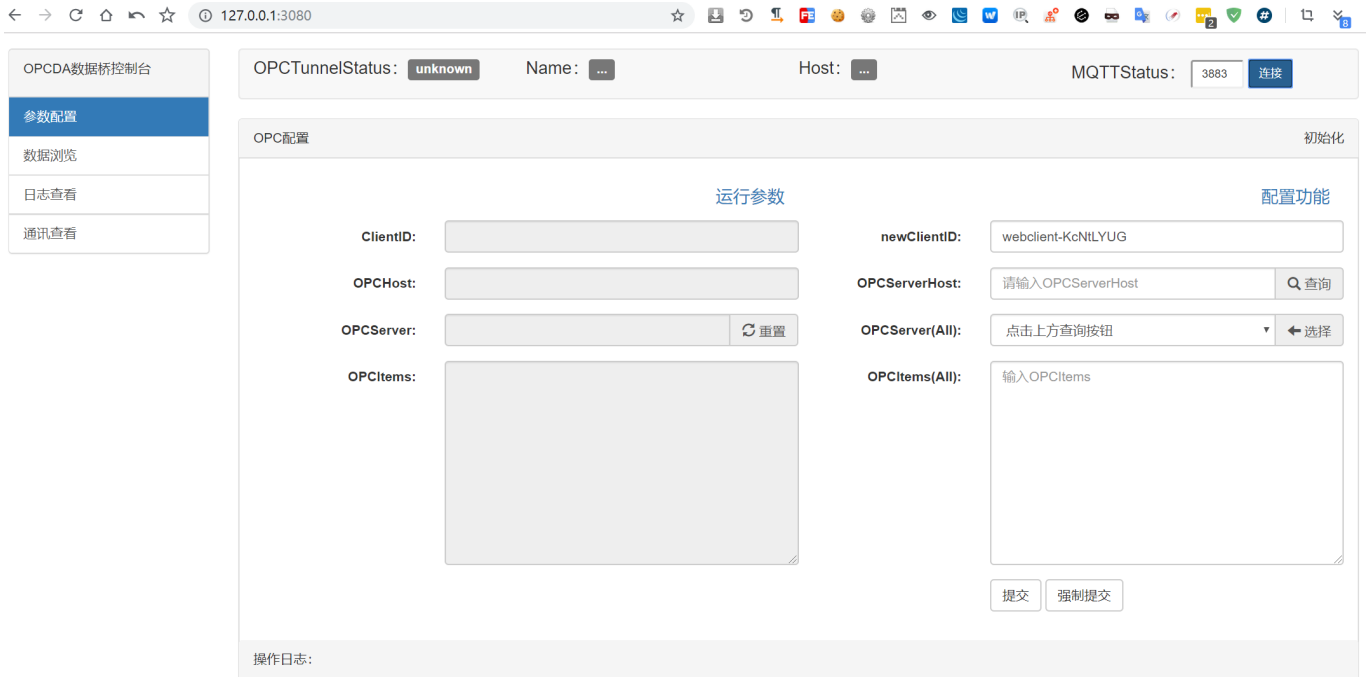 127.0.0.1:3080
FE
W
IP
2
#
8
OPCDA数据桥控制台
参数配置
数据浏览
日志查看
通讯查看
OPCTunnelStatus： unknown Name： ... Host： ... MQTTStatus： 3883 连接
OPC配置 初始化
运行参数 配置功能
ClientID: newClientID: webclient-KcNtLYUG
OPCHost: OPCServerHost: 请输入OPCServerHost 查询
OPCServer: 重置 OPCServer(All): 点击上方查询按钮 选择
OPCItems: OPCItems(All): 输入OPCItems
提交 强制提交
操作日志：